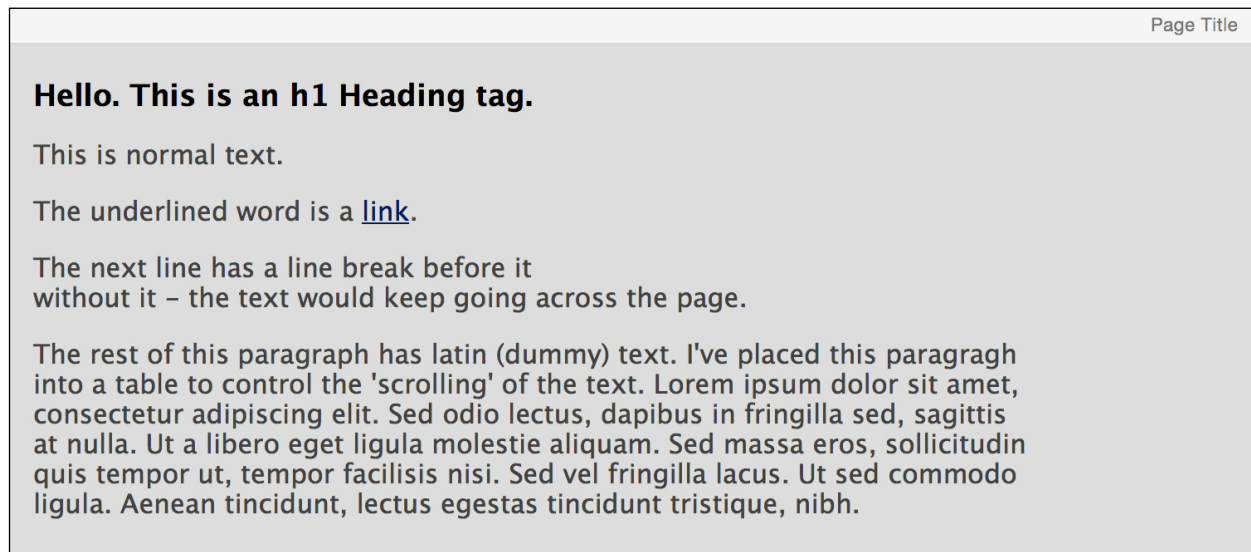 Page Title
Hello. This is an h1 Heading tag.
This is normal text.
The underlined word is a link.
The next line has a line break before it
without it – the text would keep going across the page.
The rest of this paragraph has latin (dummy) text. I've placed this paragragh
into a table to control the 'scrolling' of the text. Lorem ipsum dolor sit amet,
consectetur adipiscing elit. Sed odio lectus, dapibus in fringilla sed, sagittis
at nulla. Ut a libero eget ligula molestie aliquam. Sed massa eros, sollicitudin
quis tempor ut, tempor facilisis nisi. Sed vel fringilla lacus. Ut sed commodo
ligula. Aenean tincidunt, lectus egestas tincidunt tristique, nibh.